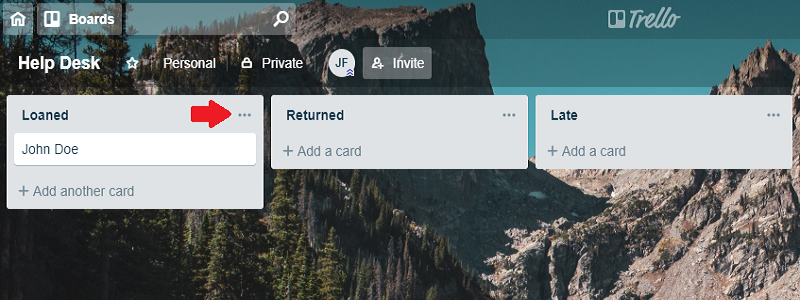 Boards
Trello
Help Desk Personal Private JF Invite
Loaned
John Doe
+ Add another card
Returned
+ Add a card
Late
+ Add a card